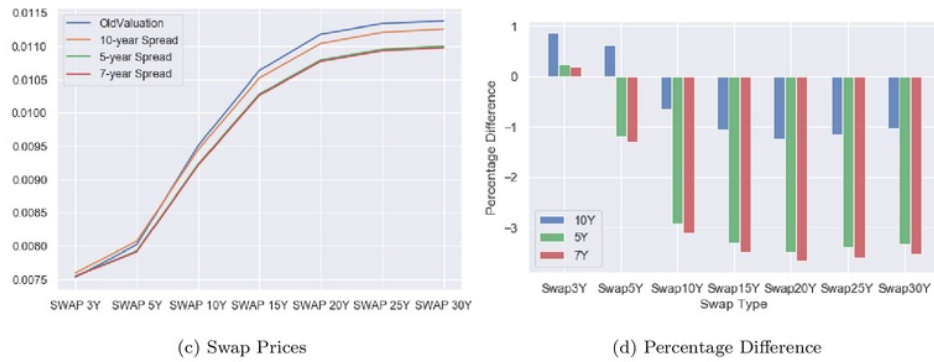 OldValuation
10-year Spread
5-year Spread
7-year Spread
0.0115
0.0110
0.0105
0.0100
0.0095
0.0090
0.0085
0.0080
0.0075
SWAP 3Y SWAP 5Y SWAP 10Y SWAP 15Y SWAP 20Y SWAP 25Y SWAP 30Y
(c) Swap Prices
1
0
−1
−2
−3
Percentage Difference
10Y
5Y
7Y
Swap3Y Swap5Y Swap10Y Swap15Y Swap20Y Swap25Y Swap30Y
Swap Type
(d) Percentage Difference